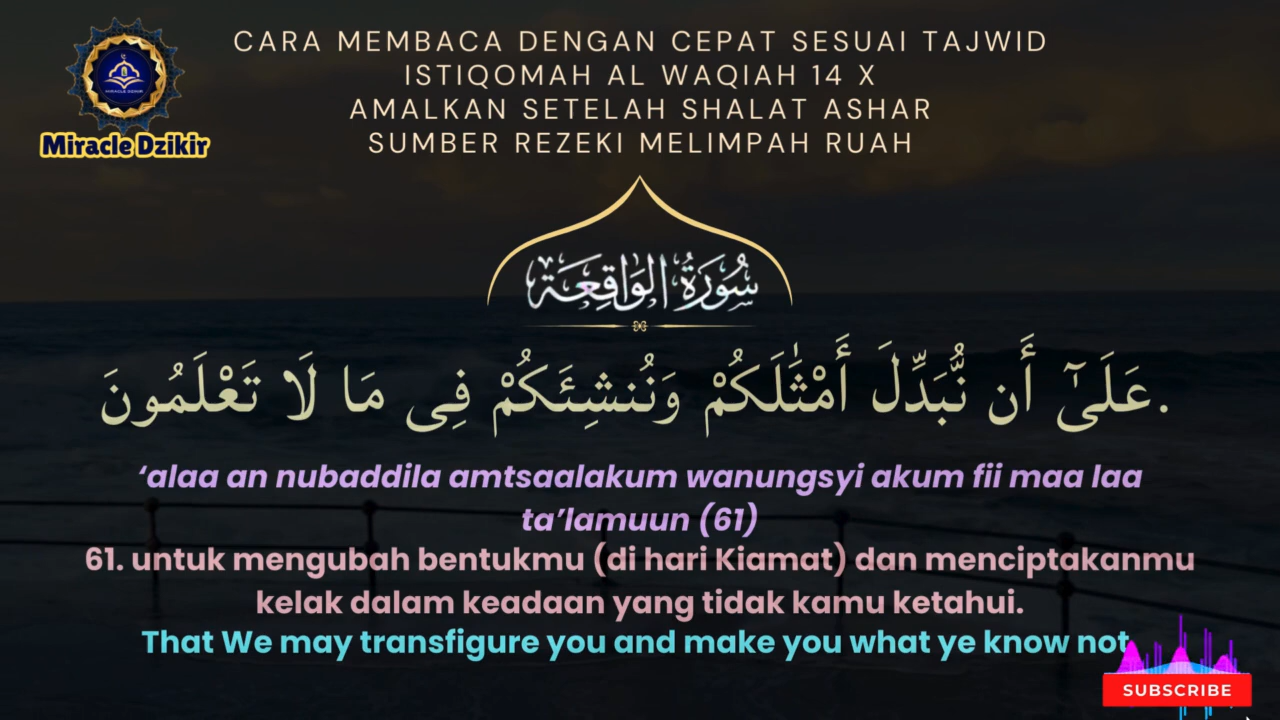 CARA MEMBACA DENGAN CEPAT SESUAI TAJWID
ISTIQOMAH AL WAQIAH 14 X
AMALKAN SETELAH SHALAT ASHAR
SUMBER REZEKI MELIMPAH RUAH
MIRACLE DZIKIR
Miracle Dzikir
سُورَةُ الوَاقِعَة
عَلَىٰٓ أَن نُّبَدِّلَ أَمْثَٰلَكُمْ وَنُنشِئَكُمْ فِى مَا لَا تَعْلَمُونَ.
‘alaa an nubaddila amtsaalakum wanungsyi akum fii maa laa
ta’lamuun (61)
61. untuk mengubah bentukmu (di hari Kiamat) dan menciptakanmu
kelak dalam keadaan yang tidak kamu ketahui.
That We may transfigure you and make you what ye know not
SUBSCRIBE